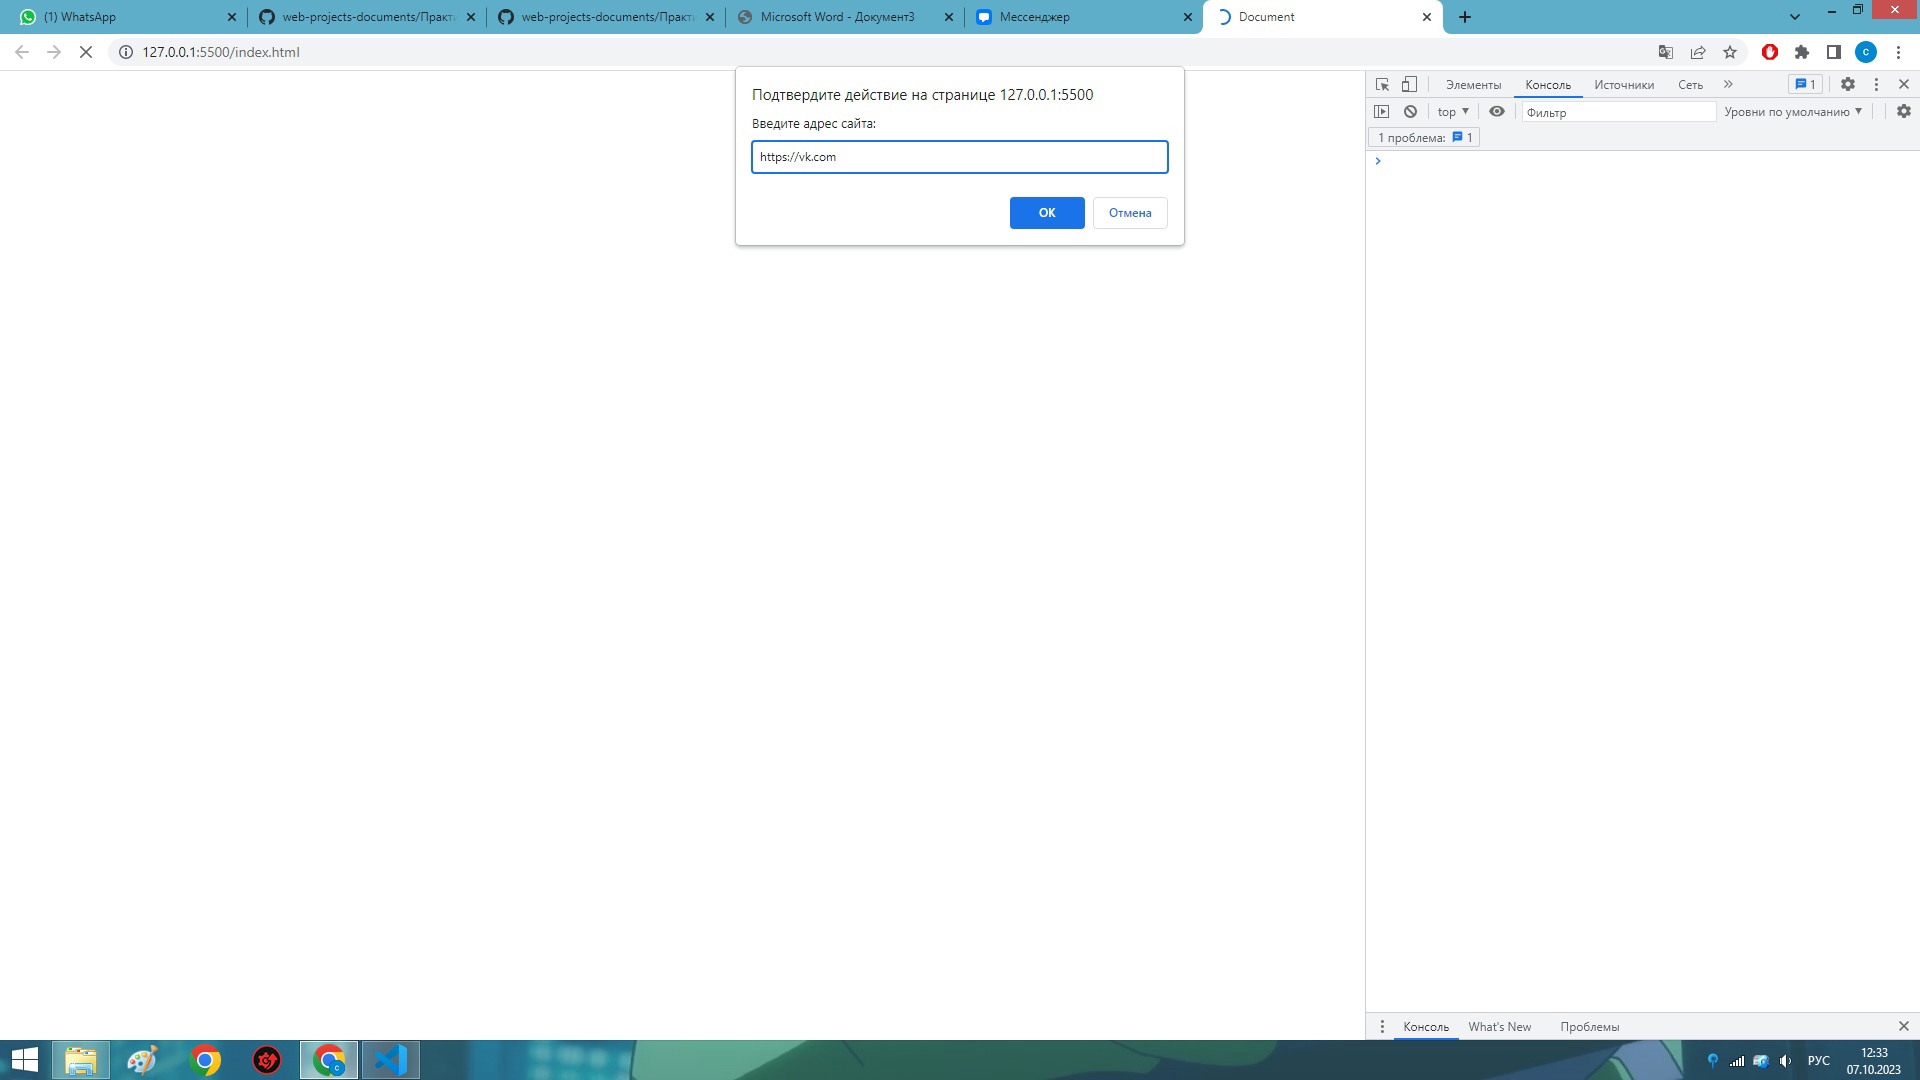 (1) WhatsApp
web-projects-documents/Практи
web-projects-documents/Практи
Microsoft Word - Документ3
Мессенджер
Document
127.0.0.1:5500/index.html
c
Подтвердите действие на странице 127.0.0.1:5500
Введите адрес сайта:
https://vk.com
ОК
Отмена
Элементы
Консоль
Источники
Сеть
1
top
Фильтр
Уровни по умолчанию
1 проблема: 1
Консоль
What's New
Проблемы
c
РУС
12:33
07.10.2023